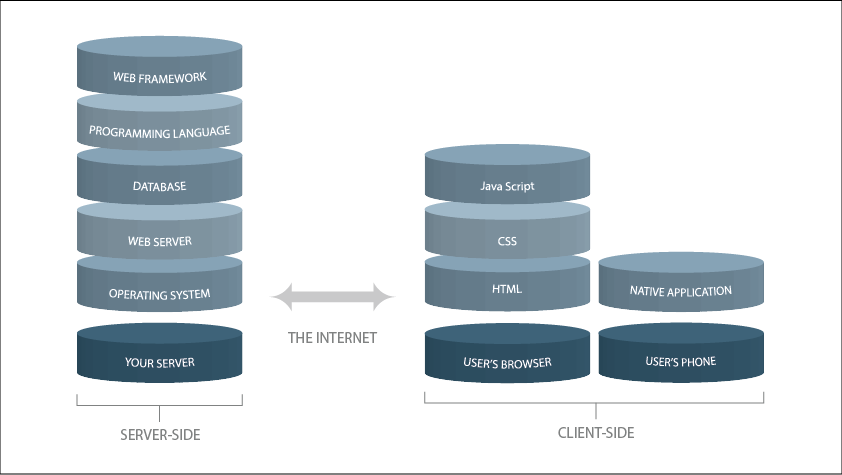 WEB FRAMEWORK
PROGRAMMING LANGUAGE
DATABASE
WEB SERVER
OPERATING SYSTEM
YOUR SERVER
SERVER-SIDE
THE INTERNET
Java Script
CSS
HTML
USER'S BROWSER
NATIVE APPLICATION
USER'S PHONE
CLIENT-SIDE